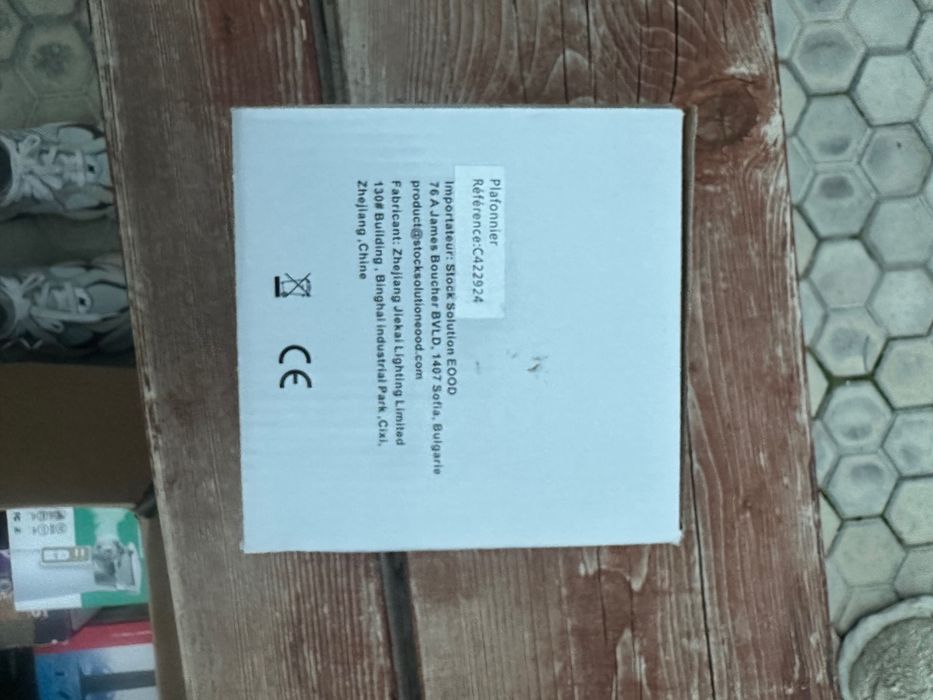 Plafonnier
Référence:C422924
Importateur: Stock Solution EOOD
76 A James Boucher BVLD, 1407 Sofia, Bulgarie
product@stocksolutioneood.com
Fabricant: Zhejiang Jiekai Lighting Limited
130# Building , Binghai industrial Park ,Cixi,
Zhejiang ,Chine
CE